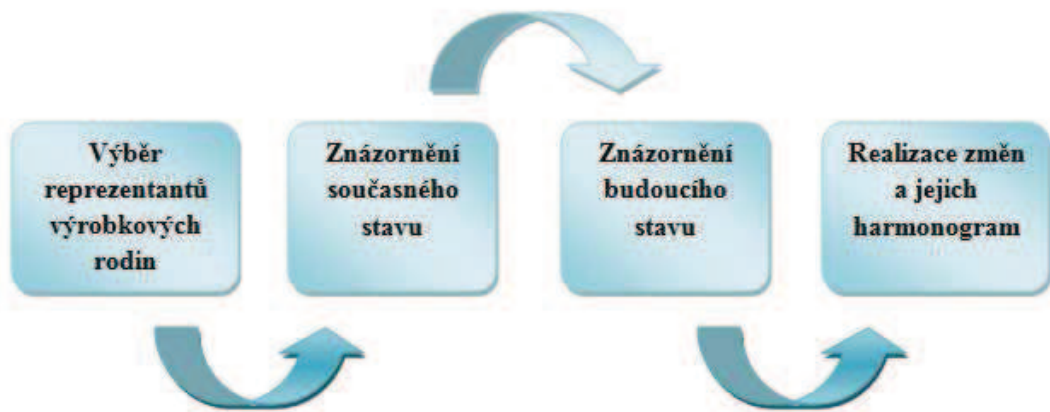 Výběr
reprezentantů
výrobkových
rodin
Znázornění
současného
stavu
Znázornění
budoucího
stavu
Realizace změn
a jejich
harmonogram